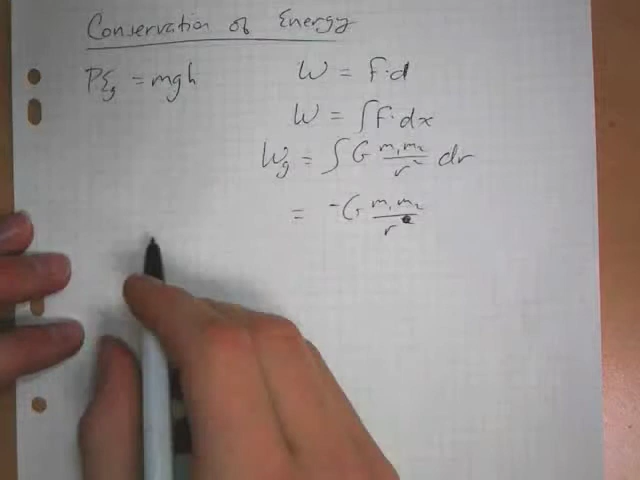 Conservation of Energy
PEg = mgh
W = F·d
W = ∫F·dx
Wg = ∫G m₁m₂/r² dr
= -G m₁m₂/r